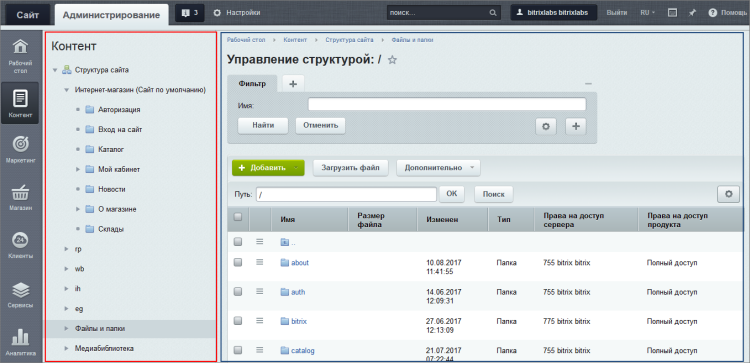 Сайт Администрирование 3 Настройки поиск... bitrixlabs bitrixlabs Выйти RU Помощь
Рабочий стол
Контент
Маркетинг
Магазин
24
Клиенты
Сервисы
Аналитика
Контент
Структура сайта
Интернет-магазин (Сайт по умолчанию)
Авторизация
Вход на сайт
Каталог
Мой кабинет
Новости
О магазине
Склады
rp
wb
ih
eg
Файлы и папки
Медиабиблиотека
Рабочий стол Контент Структура сайта Файлы и папки
Управление структурой: /
Фильтр +
Имя:
Найти Отменить
+ Добавить Загрузить файл Дополнительно
Путь: / OK Поиск
Имя Размер файла Изменен Тип Права на доступ сервера Права на доступ продукта
..
about 10.08.2017 11:41:55 Папка 755 bitrix bitrix Полный доступ
auth 14.06.2017 12:09:31 Папка 755 bitrix bitrix Полный доступ
bitrix 27.06.2017 12:13:09 Папка 775 bitrix bitrix Полный доступ
catalog 21.07.2017 07:22:44 Папка 755 bitrix bitrix Полный доступ